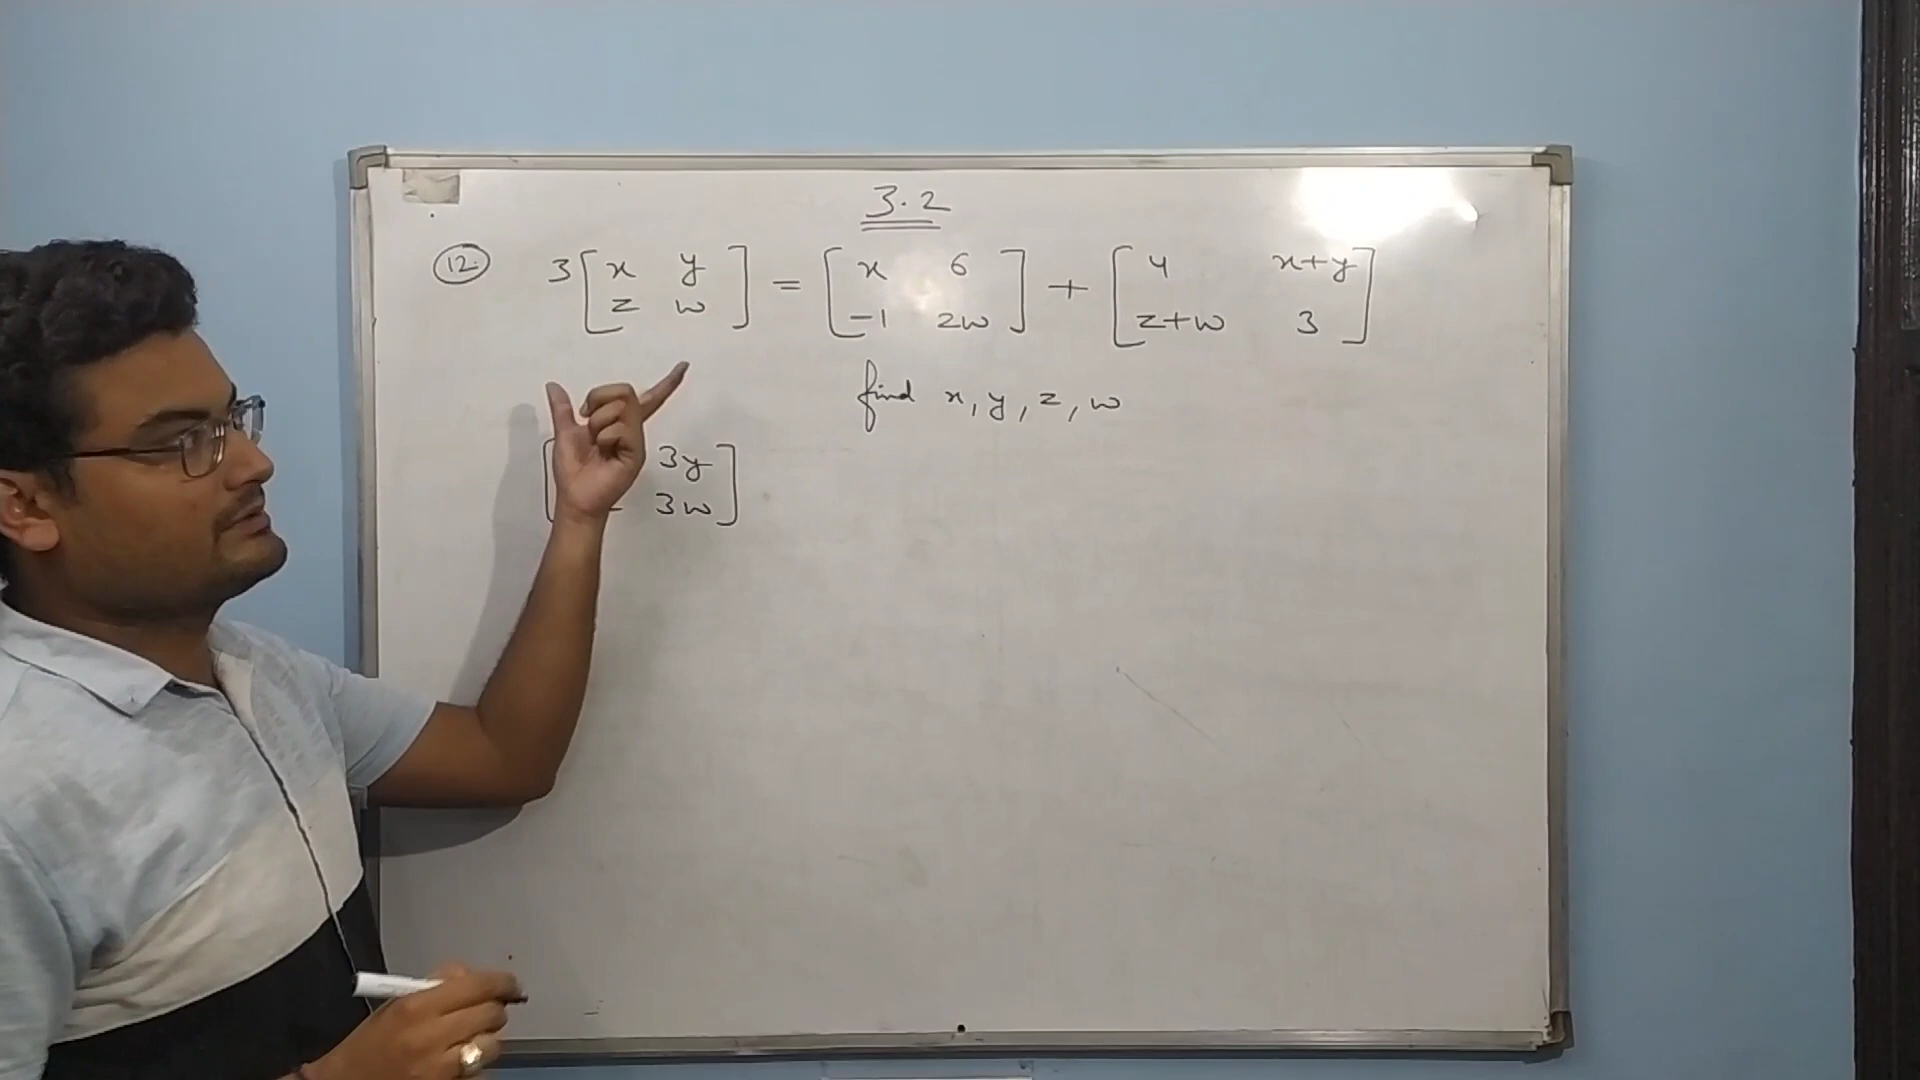 3.2
12. 3 [ x y ] = [ x 6 ] + [ 4 x+y ]
[ z w ] [ -1 2w ] [ z+w 3 ]
find x, y, z, w
[ 3y ]
[ 3w ]